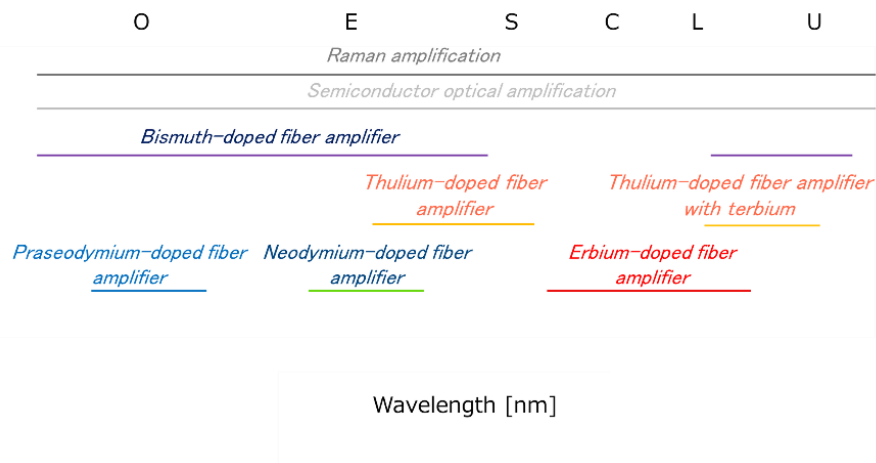 O E S C L U
Raman amplification
Semiconductor optical amplification
Bismuth-doped fiber amplifier
Thulium-doped fiber
amplifier
Thulium-doped fiber amplifier
with terbium
Praseodymium-doped fiber
amplifier
Neodymium-doped fiber
amplifier
Erbium-doped fiber
amplifier
Wavelength [nm]